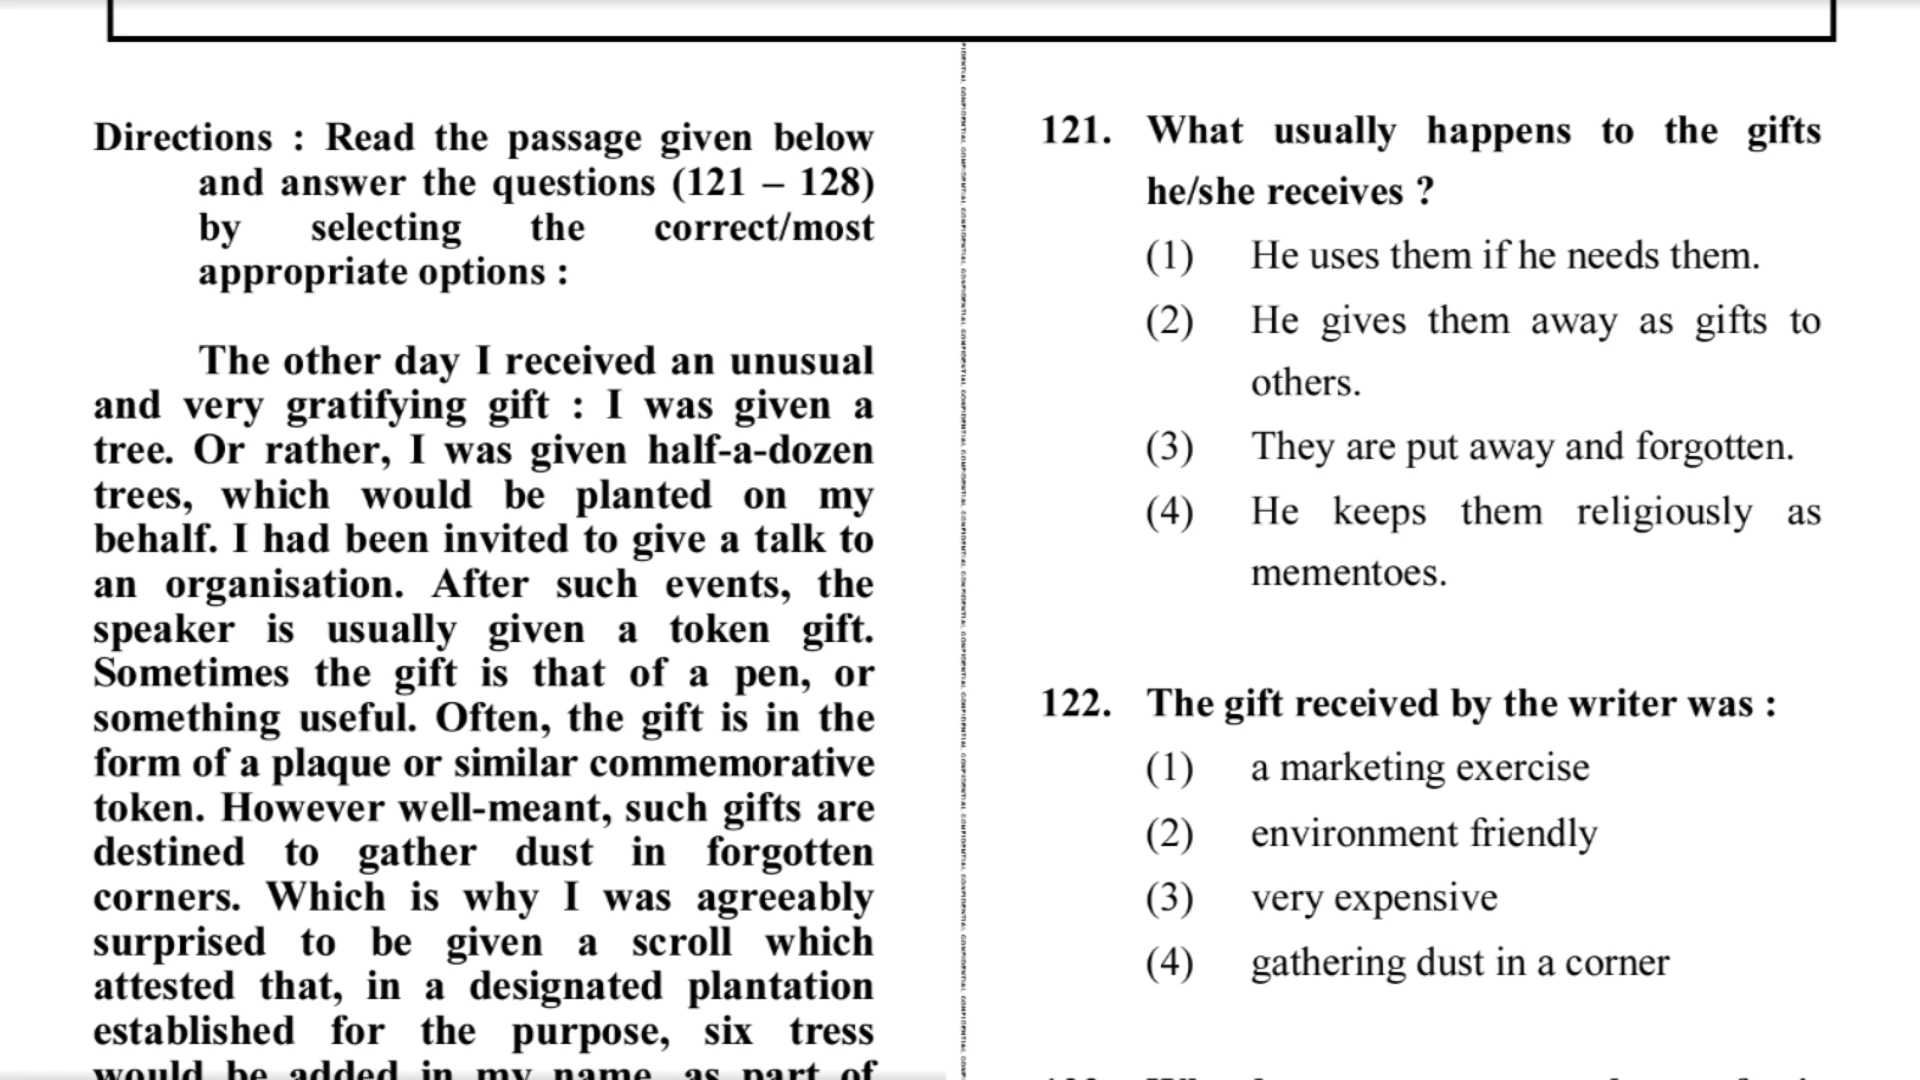 Directions : Read the passage given below
and answer the questions (121 – 128)
by selecting the correct/most
appropriate options :
The other day I received an unusual
and very gratifying gift : I was given a
tree. Or rather, I was given half-a-dozen
trees, which would be planted on my
behalf. I had been invited to give a talk to
an organisation. After such events, the
speaker is usually given a token gift.
Sometimes the gift is that of a pen, or
something useful. Often, the gift is in the
form of a plaque or similar commemorative
token. However well-meant, such gifts are
destined to gather dust in forgotten
corners. Which is why I was agreeably
surprised to be given a scroll which
attested that, in a designated plantation
established for the purpose, six tress
would be added in my name, as part of
121. What usually happens to the gifts
he/she receives ?
(1) He uses them if he needs them.
(2) He gives them away as gifts to
others.
(3) They are put away and forgotten.
(4) He keeps them religiously as
mementoes.
122. The gift received by the writer was :
(1) a marketing exercise
(2) environment friendly
(3) very expensive
(4) gathering dust in a corner